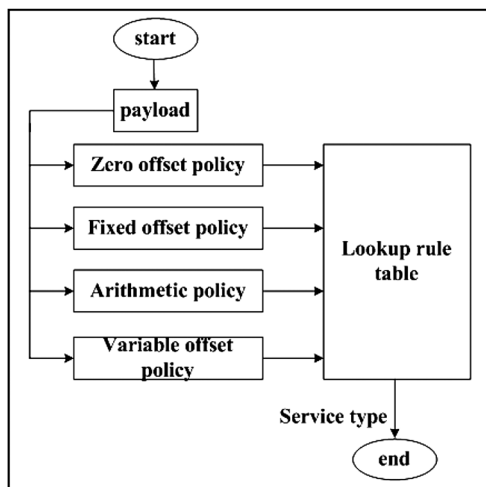 start
payload
Zero offset policy
Fixed offset policy
Arithmetic policy
Variable offset
policy
Lookup rule
table
Service type
end